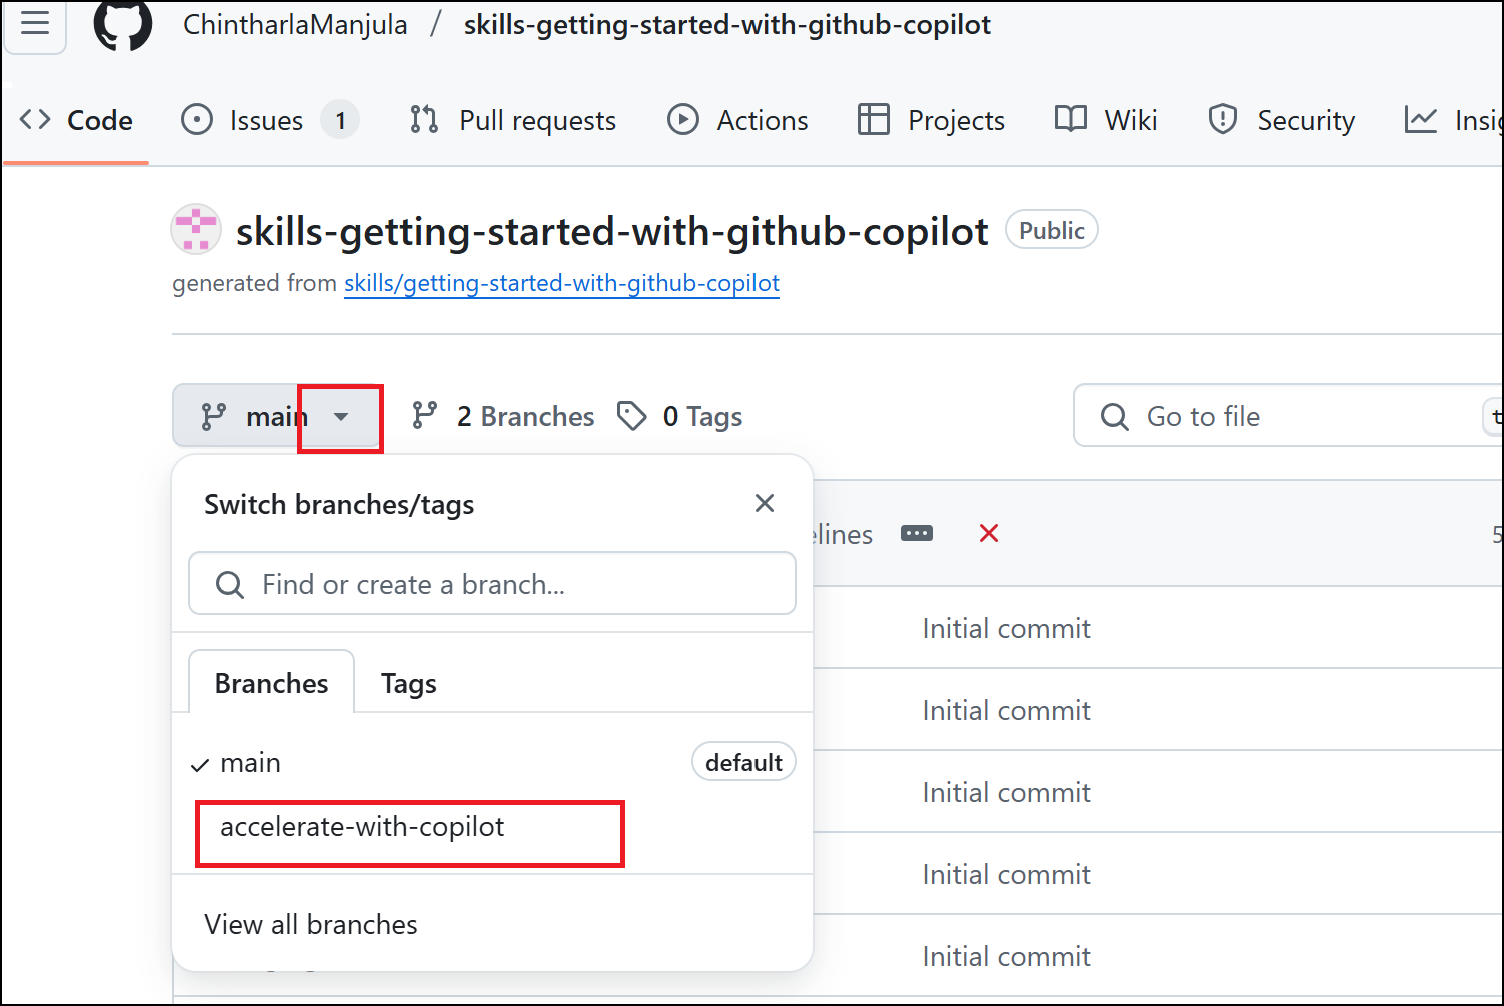 ChintharlaManjula / skills-getting-started-with-github-copilot
Code Issues 1 Pull requests Actions Projects Wiki Security
skills-getting-started-with-github-copilot Public
generated from skills/getting-started-with-github-copilot
main 2 Branches 0 Tags Go to file t
Switch branches/tags
elines
Find or create a branch...
Initial commit
Branches Tags
Initial commit
main default
Initial commit
accelerate-with-copilot
Initial commit
View all branches
Initial commit